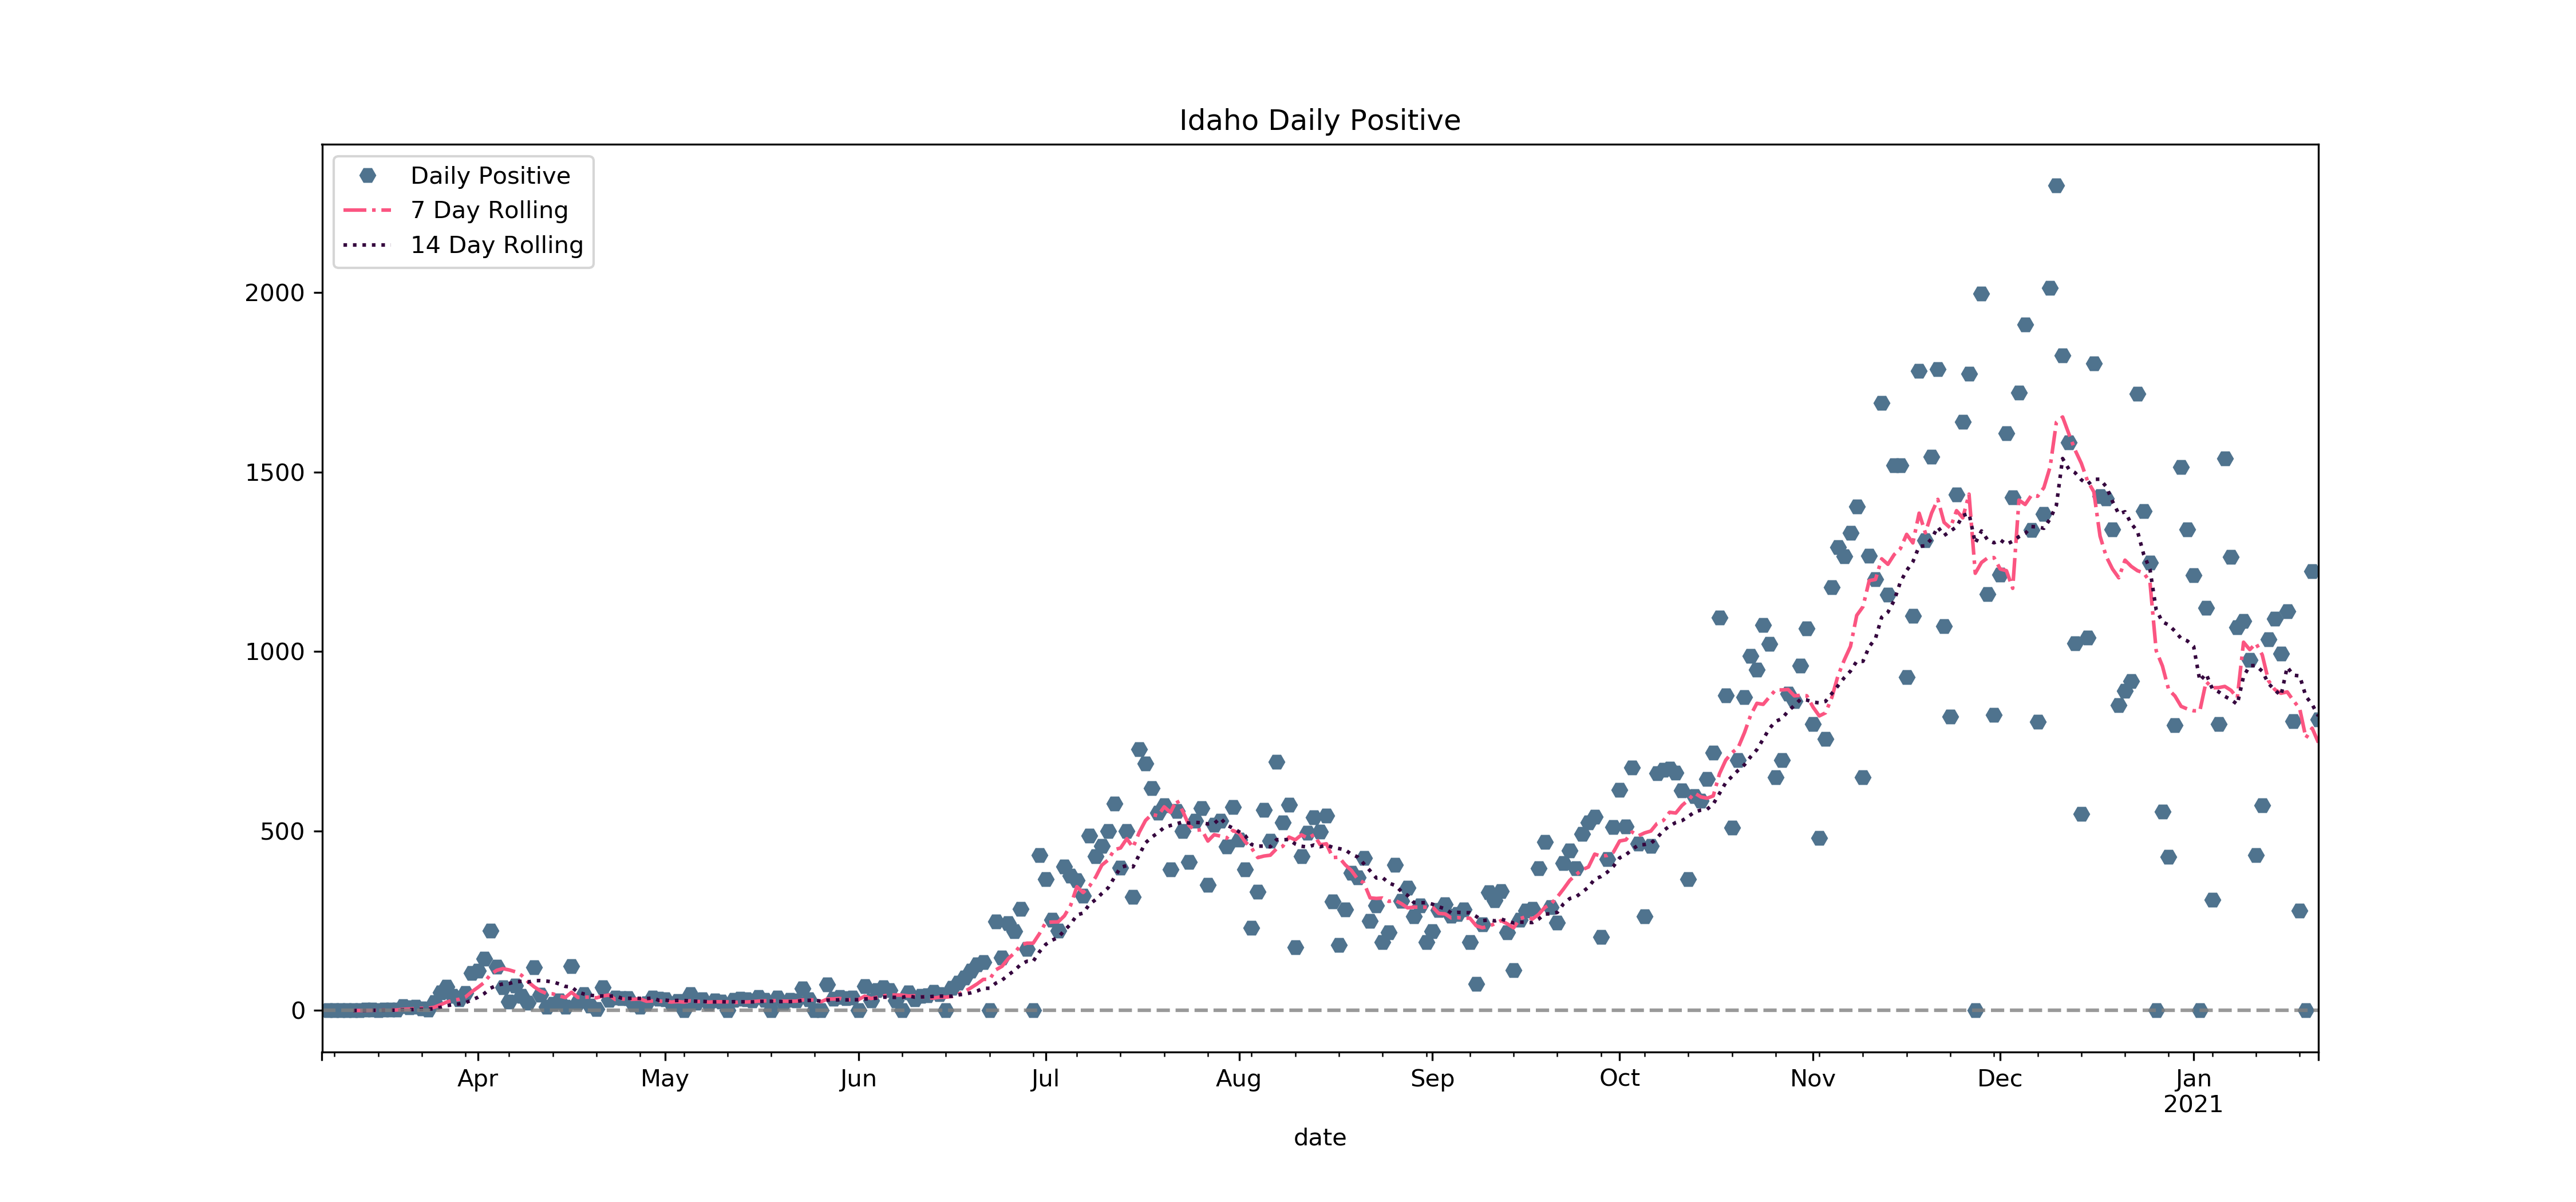 Idaho Daily Positive
Daily Positive
7 Day Rolling
14 Day Rolling
2000
1500
1000
500
0
Apr May Jun Jul Aug Sep Oct Nov Dec Jan
2021
date